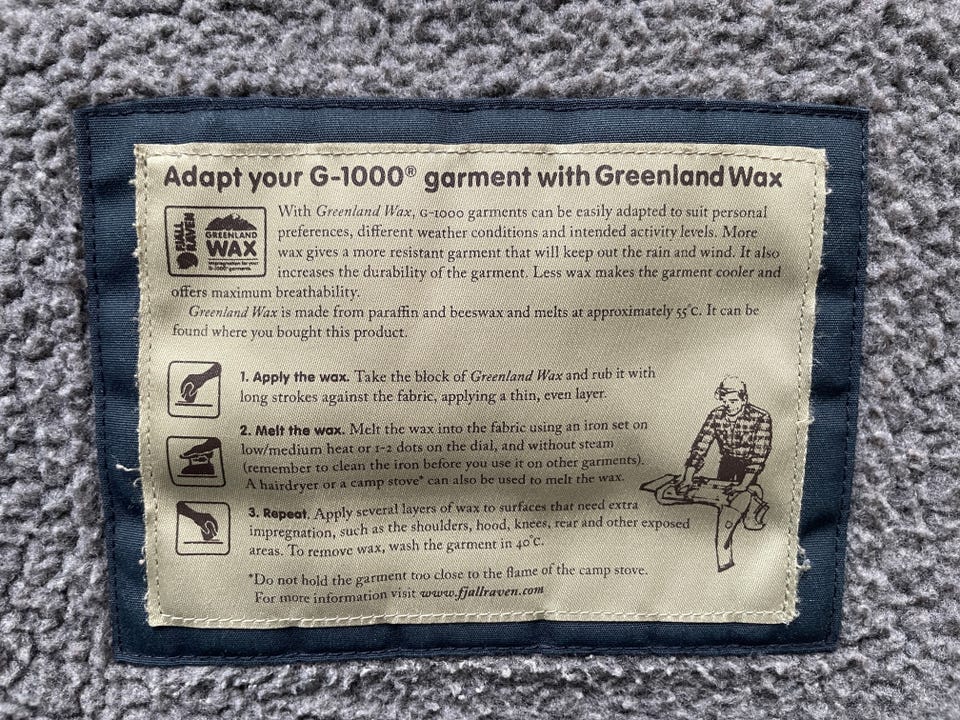 Adapt your G-1000® garment with Greenland Wax
FJÄLL
RÄVEN
GREENLAND
WAX
G-1000® garments.
With Greenland Wax, G-1000 garments can be easily adapted to suit personal
preferences, different weather conditions and intended activity levels. More
wax gives a more resistant garment that will keep out the rain and wind. It also
increases the durability of the garment. Less wax makes the garment cooler and
offers maximum breathability.
Greenland Wax is made from paraffin and beeswax and melts at approximately 55°C. It can be
found where you bought this product.
1. Apply the wax. Take the block of Greenland Wax and rub it with
long strokes against the fabric, applying a thin, even layer.
2. Melt the wax. Melt the wax into the fabric using an iron set on
low/medium heat or 1-2 dots on the dial, and without steam
(remember to clean the iron before you use it on other garments).
A hairdryer or a camp stove* can also be used to melt the wax.
3. Repeat. Apply several layers of wax to surfaces that need extra
impregnation, such as the shoulders, hood, knees, rear and other exposed
areas. To remove wax, wash the garment in 40°C.
*Do not hold the garment too close to the flame of the camp stove.
For more information visit www.fjallraven.com